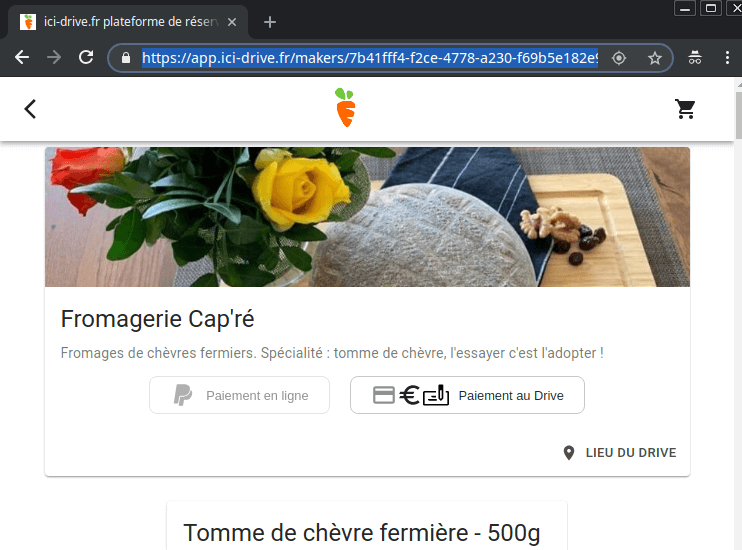 ici-drive.fr plateforme de réser
https://app.ici-drive.fr/makers/7b41fff4-f2ce-4778-a230-f69b5e182e9
Fromagerie Cap'ré
Fromages de chèvres fermiers. Spécialité : tomme de chèvre, l'essayer c'est l'adopter !
Paiement en ligne
Paiement au Drive
LIEU DU DRIVE
Tomme de chèvre fermière - 500g